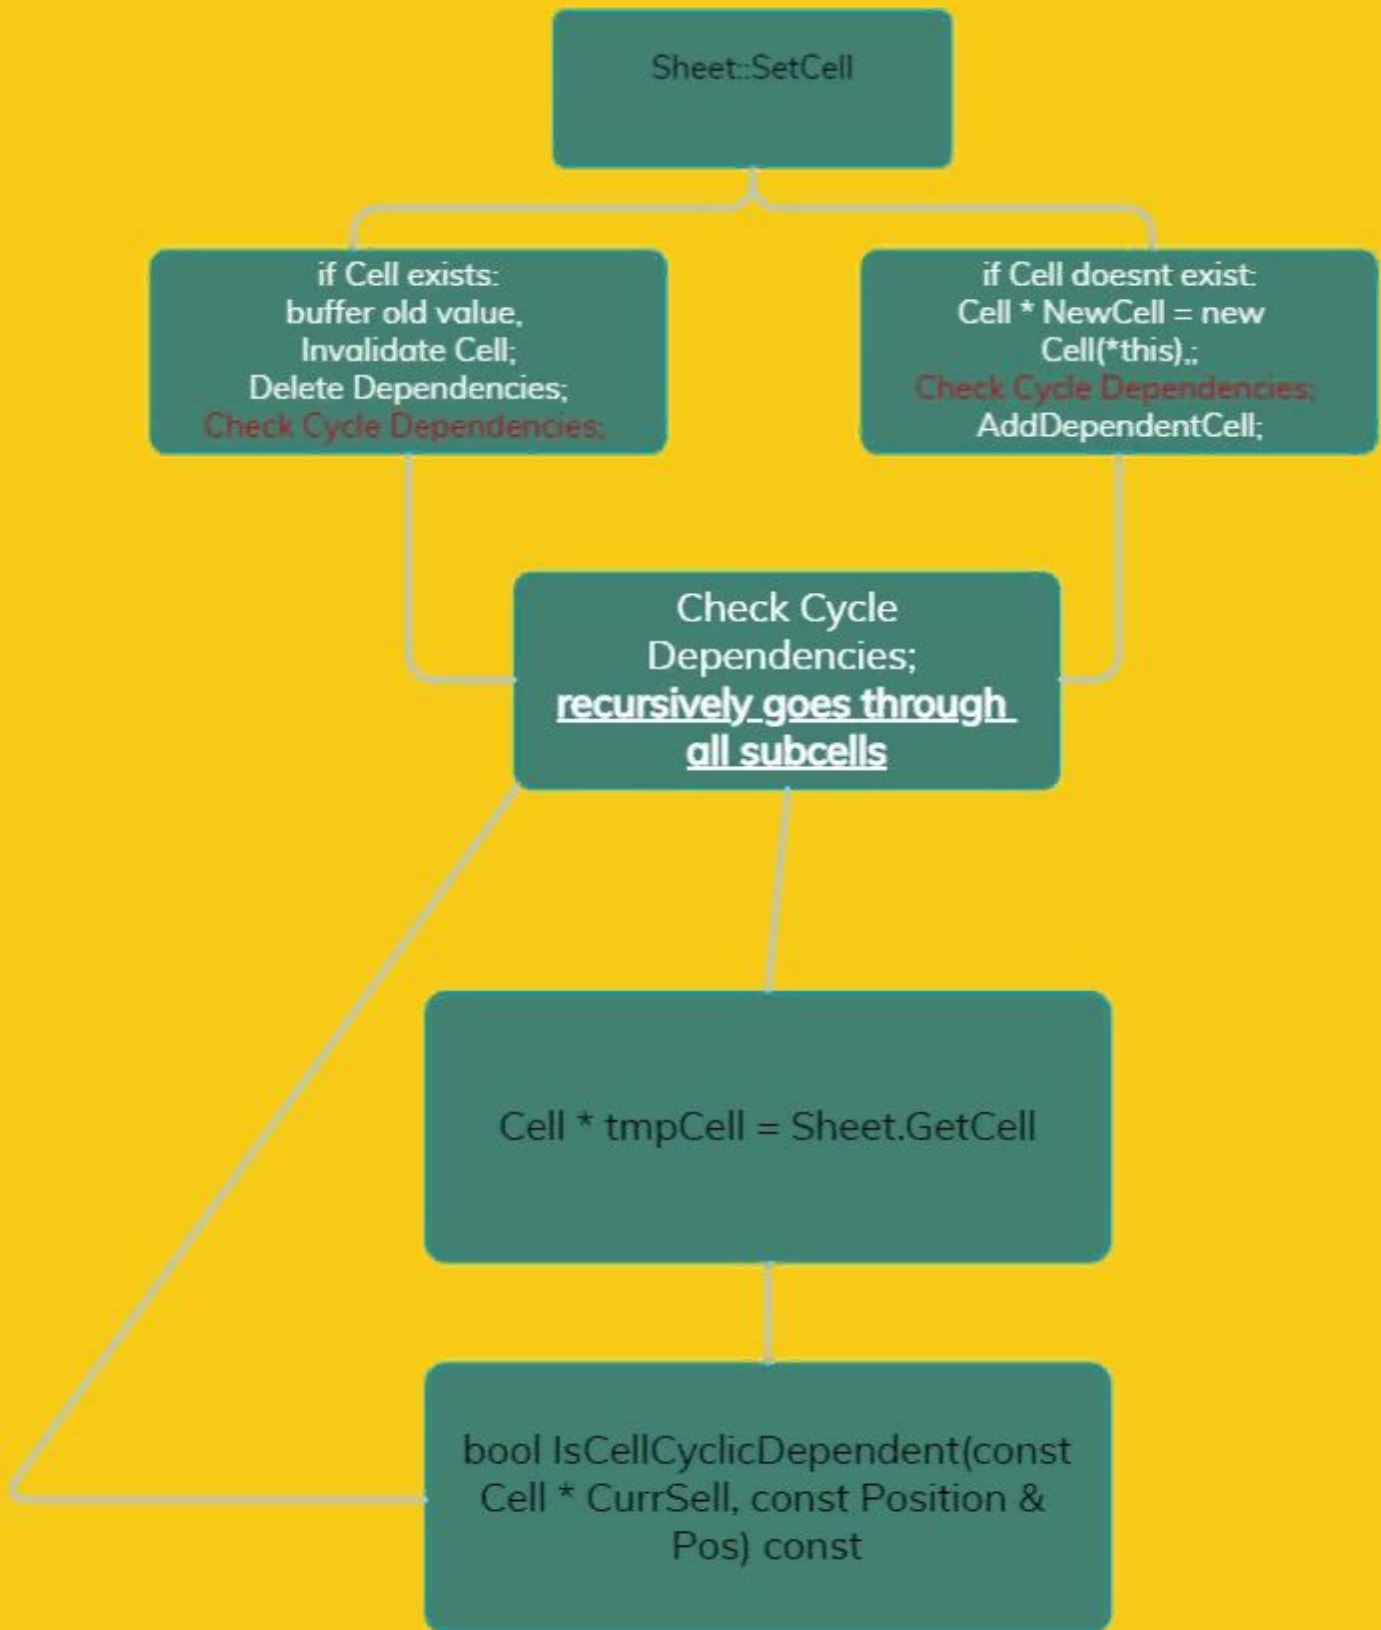 Sheet::SetCell
if Cell exists:
buffer old value,
Invalidate Cell;
Delete Dependencies;
Check Cycle Dependencies;
if Cell doesnt exist:
Cell * NewCell = new
Cell(*this),;
Check Cycle Dependencies;
AddDependentCell;
Check Cycle
Dependencies;
recursively goes through
all subcells
Cell * tmpCell = Sheet.GetCell
bool IsCellCyclicDependent(const
Cell * CurrSell, const Position &
Pos) const